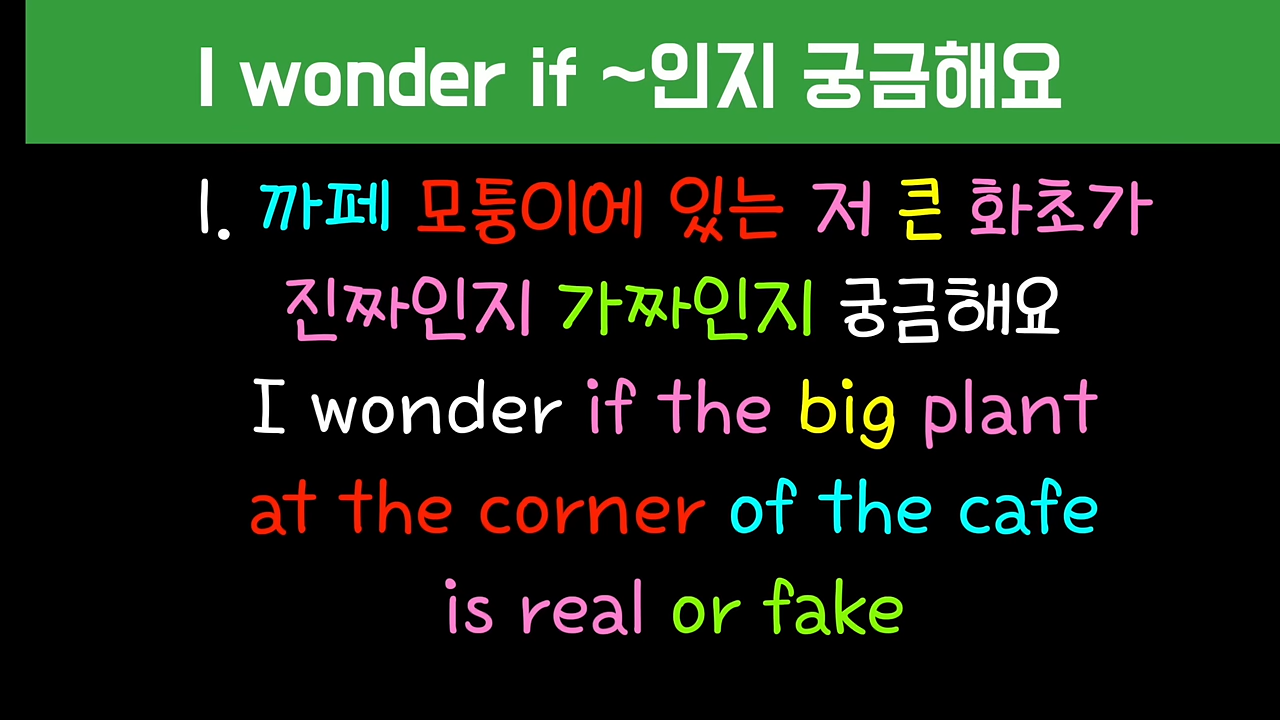 I wonder if ~인지 궁금해요
1. 까페 모퉁이에 있는 저 큰 화초가
진짜인지 가짜인지 궁금해요
I wonder if the big plant
at the corner of the cafe
is real or fake